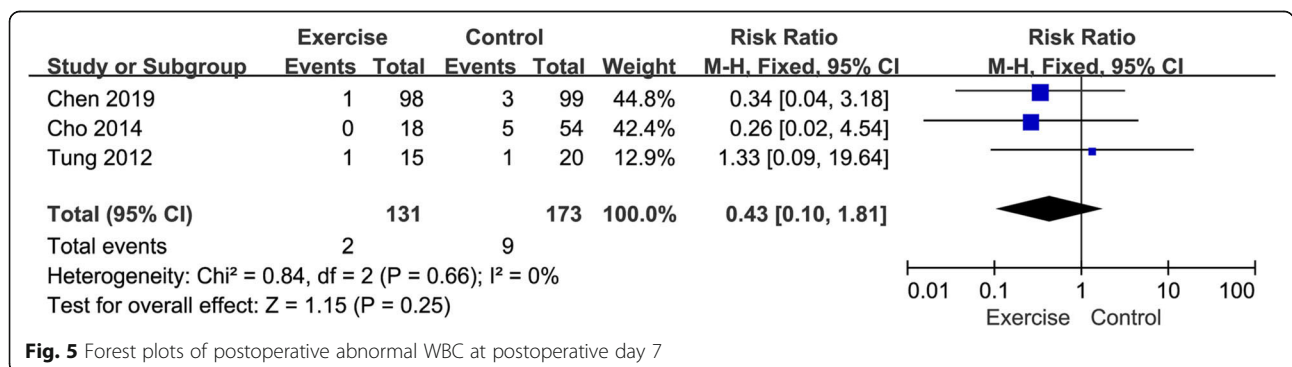 Exercise Control Risk Ratio Risk Ratio
Study or Subgroup Events Total Events Total Weight M-H, Fixed, 95% CI M-H, Fixed, 95% CI
Chen 2019 1 98 3 99 44.8% 0.34 [0.04, 3.18]
Cho 2014 0 18 5 54 42.4% 0.26 [0.02, 4.54]
Tung 2012 1 15 1 20 12.9% 1.33 [0.09, 19.64]
Total (95% CI) 131 173 100.0% 0.43 [0.10, 1.81]
Total events 2 9
Heterogeneity: Chi² = 0.84, df = 2 (P = 0.66); I² = 0%
Test for overall effect: Z = 1.15 (P = 0.25)
0.01 0.1 1 10 100
Exercise Control
Fig. 5 Forest plots of postoperative abnormal WBC at postoperative day 7